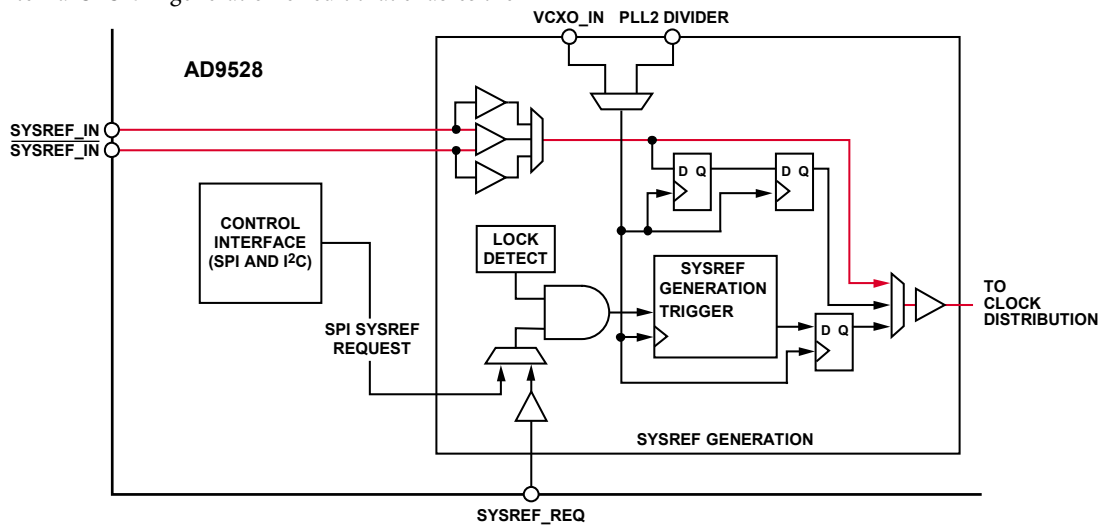 VCXO_IN PLL2 DIVIDER
AD9528
SYSREF_IN
SYSREF_IN
D Q
D Q
CONTROL
INTERFACE
(SPI AND I²C)
LOCK
DETECT
SYSREF
GENERATION
TRIGGER
TO
CLOCK
DISTRIBUTION
D Q
SPI SYSREF
REQUEST
SYSREF GENERATION
SYSREF_REQ